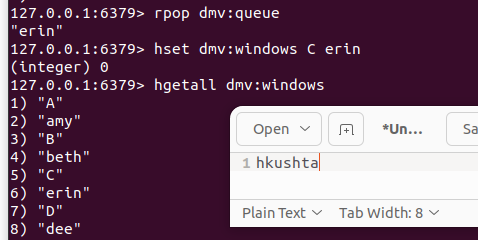 127.0.0.1:6379> rpop dmv:queue
"erin"
127.0.0.1:6379> hset dmv:windows C erin
(integer) 0
127.0.0.1:6379> hgetall dmv:windows
1) "A"
2) "amy"
3) "B"
4) "beth"
5) "C"
6) "erin"
7) "D"
8) "dee"
Open *Un... Sa
1 hkushta
Plain Text Tab Width: 8